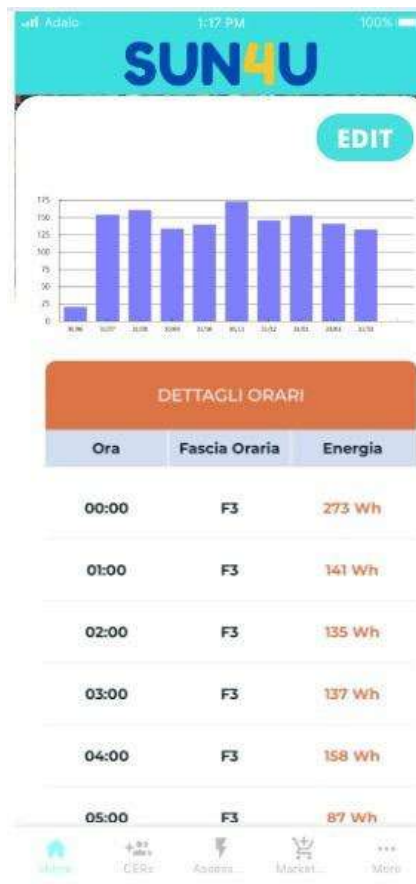 Adalo 1:17 PM 100%
SUN4U
EDIT
175
150
125
100
75
50
25
0
DETTAGLI ORARI
Ora Fascia Oraria Energia
00:00 F3 273 Wh
01:00 F3 141 Wh
02:00 F3 135 Wh
03:00 F3 137 Wh
04:00 F3 158 Wh
05:00 F3 87 Wh
Home CERs Assess... Market... More